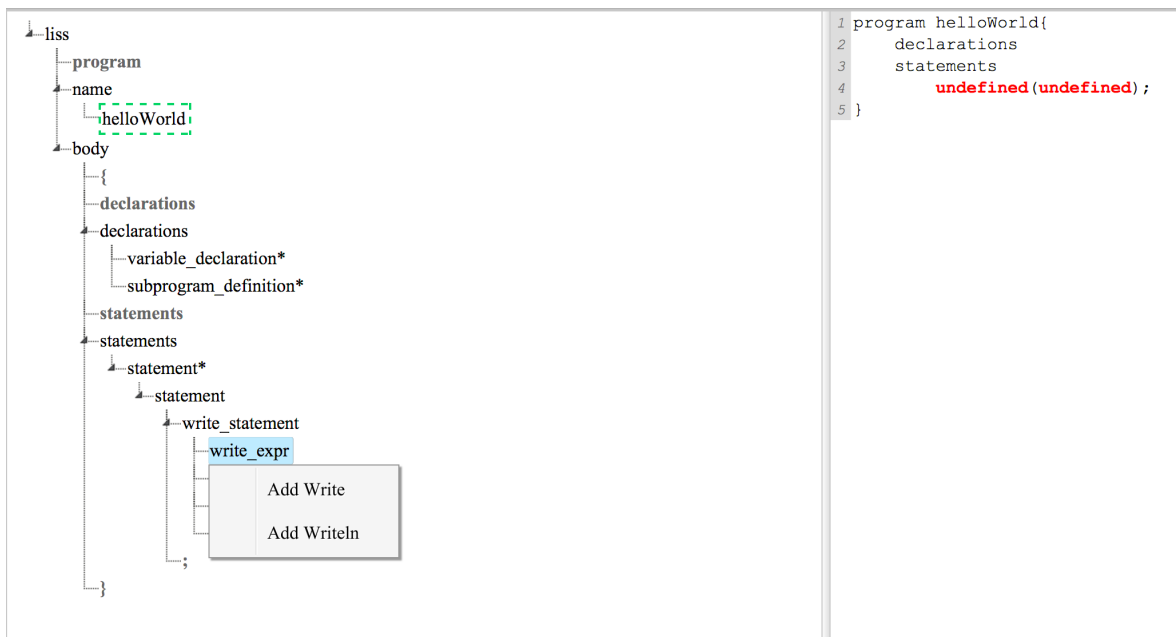 liss
program
name
helloWorld
body
{
declarations
declarations
variable_declaration*
subprogram_definition*
statements
statements
statement*
statement
write_statement
write_expr
Add Write
Add Writeln
;
}
1 program helloWorld{
2 declarations
3 statements
4 undefined(undefined);
5 }